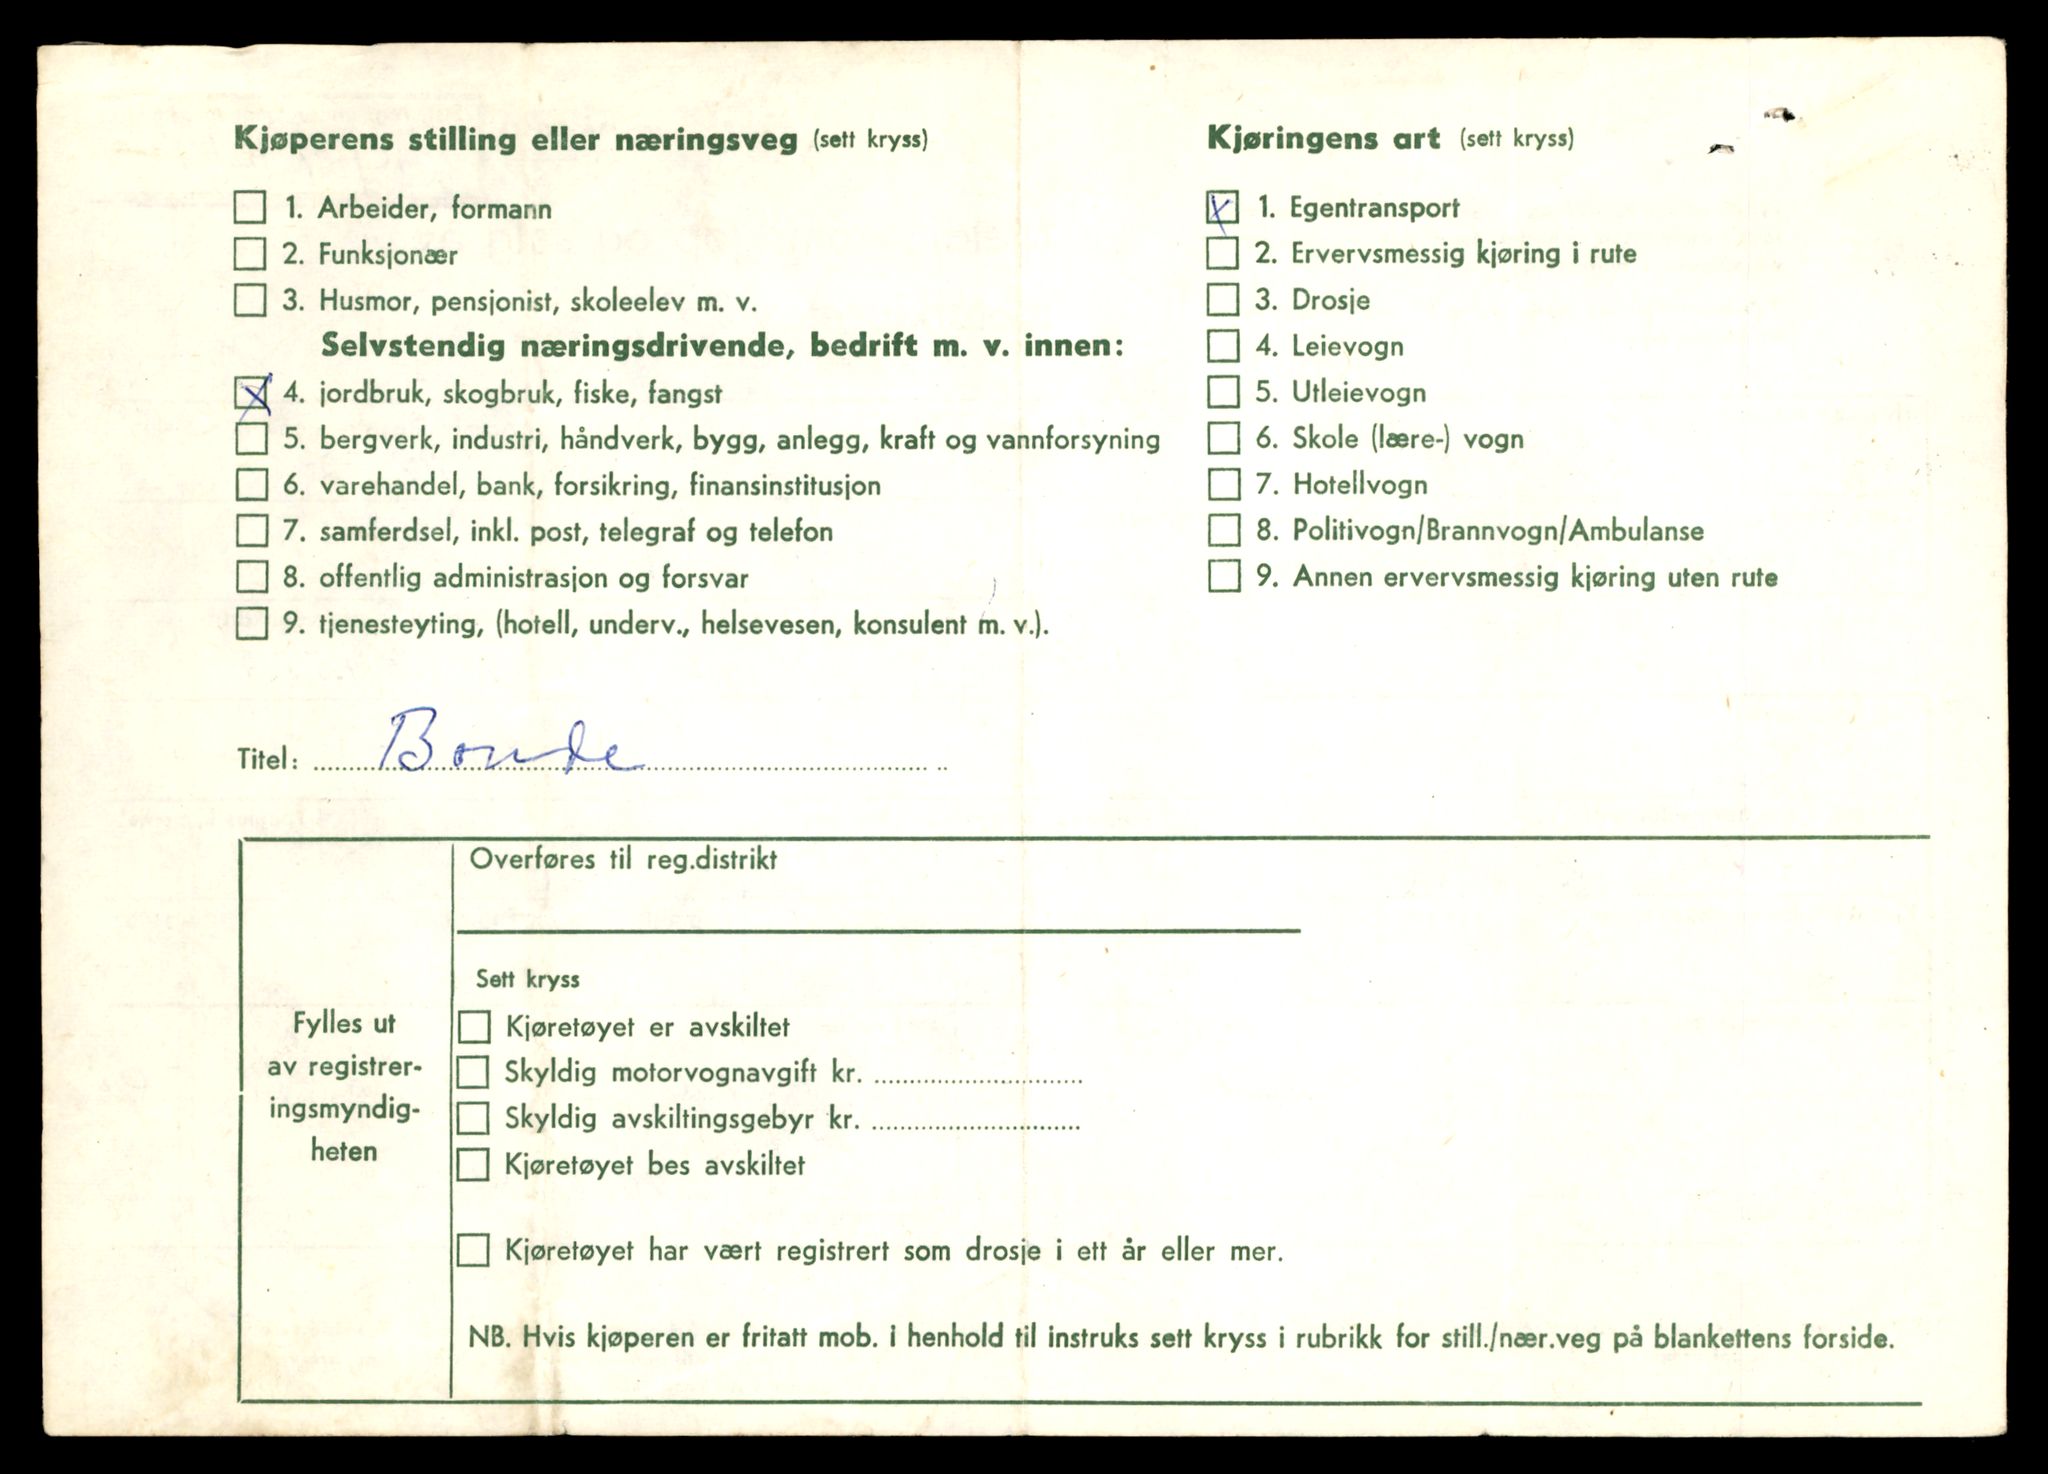 Kjøperens stilling eller næringsveg (sett kryss)
1. Arbeider, formann
2. Funksjonær
3. Husmor, pensjonist, skoleelev m. v.
Selvstendig næringsdrivende, bedrift m. v. innen:
4. jordbruk, skogbruk, fiske, fangst
5. bergverk, industri, håndverk, bygg, anlegg, kraft og vannforsyning
6. varehandel, bank, forsikring, finansinstitusjon
7. samferdsel, inkl. post, telegraf og telefon
8. offentlig administrasjon og forsvar
9. tjenesteyting, (hotell, underv., helsevesen, konsulent m. v.).
Kjøringens art (sett kryss)
1. Egentransport
2. Ervervsmessig kjøring i rute
3. Drosje
4. Leievogn
5. Utleievogn
6. Skole (lære-) vogn
7. Hotellvogn
8. Politivogn/Brannvogn/Ambulanse
9. Annen ervervsmessig kjøring uten rute
Titel: Bonde
Fylles ut
av registrer-
ingsmyndig-
heten
Overføres til reg.distrikt
Sett kryss
Kjøretøyet er avskiltet
Skyldig motorvognavgift kr.
Skyldig avskiltingsgebyr kr.
Kjøretøyet bes avskiltet
Kjøretøyet har vært registrert som drosje i ett år eller mer.
NB. Hvis kjøperen er fritatt mob. i henhold til instruks sett kryss i rubrikk for still./nær.veg på blankettens forside.